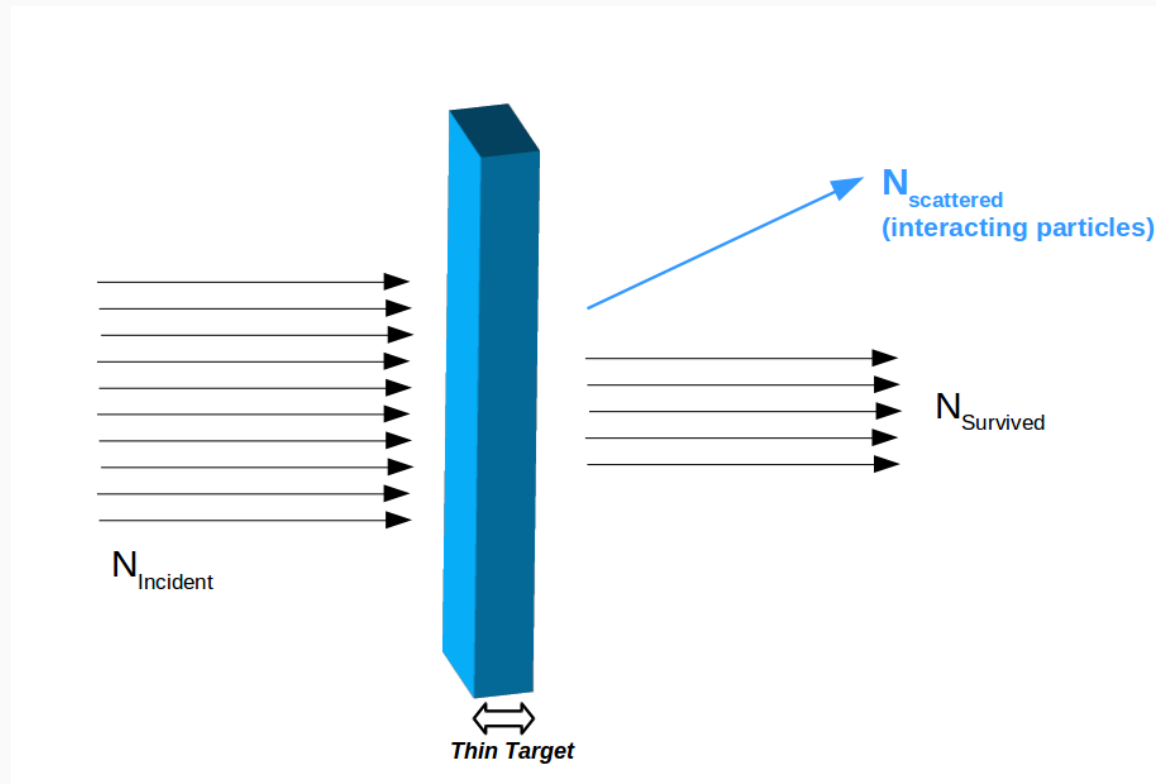 N scattered
(interacting particles)
N Survived
N Incident
Thin Target